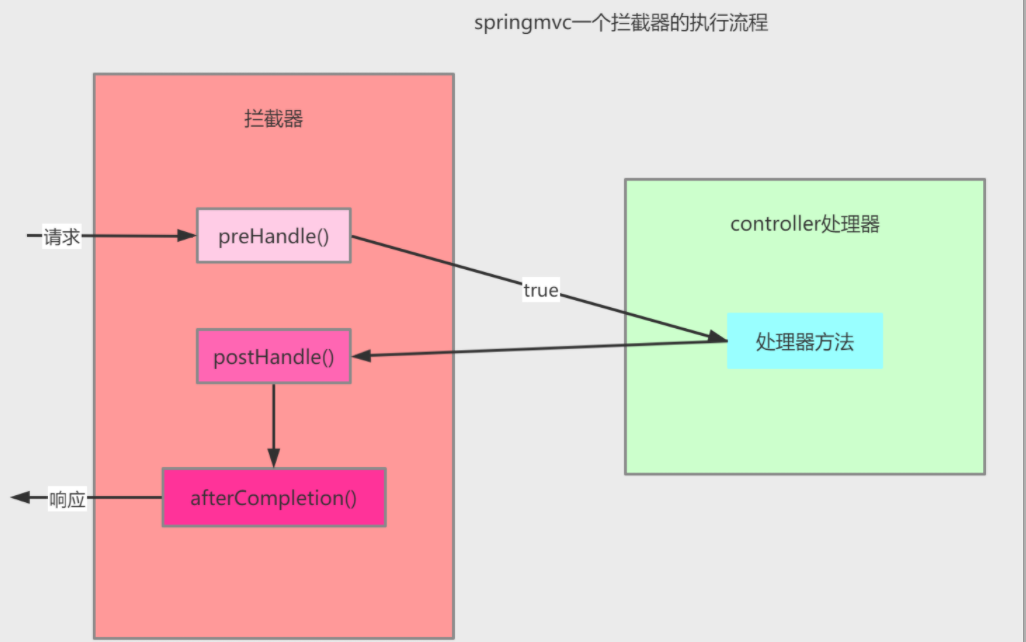 springmvc一个拦截器的执行流程
拦截器
请求
preHandle()
true
controller处理器
处理器方法
postHandle()
afterCompletion()
响应